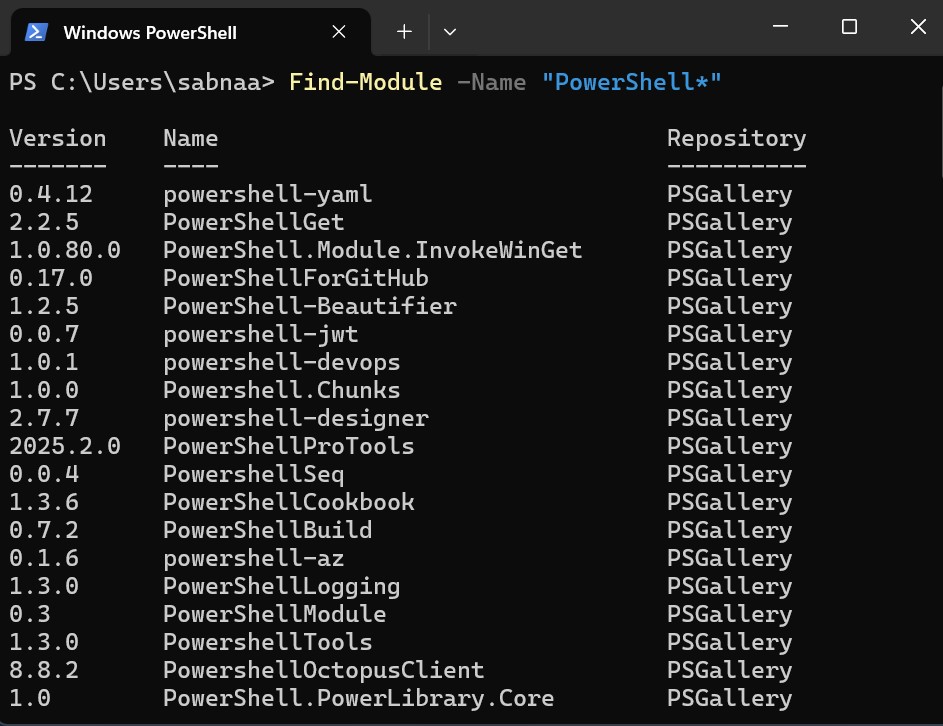 Windows PowerShell
PS C:\Users\sabnaa> Find-Module -Name "PowerShell*"
Version Name Repository
------- ---- ----------
0.4.12 powershell-yaml PSGallery
2.2.5 PowerShellGet PSGallery
1.0.80.0 PowerShell.Module.InvokeWinGet PSGallery
0.17.0 PowerShellForGitHub PSGallery
1.2.5 PowerShell-Beautifier PSGallery
0.0.7 powershell-jwt PSGallery
1.0.1 powershell-devops PSGallery
1.0.0 Powershell.Chunks PSGallery
2.7.7 powershell-designer PSGallery
2025.2.0 PowerShellProTools PSGallery
0.0.4 PowershellSeq PSGallery
1.3.6 PowerShellCookbook PSGallery
0.7.2 PowerShellBuild PSGallery
0.1.6 powershell-az PSGallery
1.3.0 PowerShellLogging PSGallery
0.3 PowerShellModule PSGallery
1.3.0 PowershellTools PSGallery
8.8.2 PowershellOctopusClient PSGallery
1.0 PowerShell.PowerLibrary.Core PSGallery